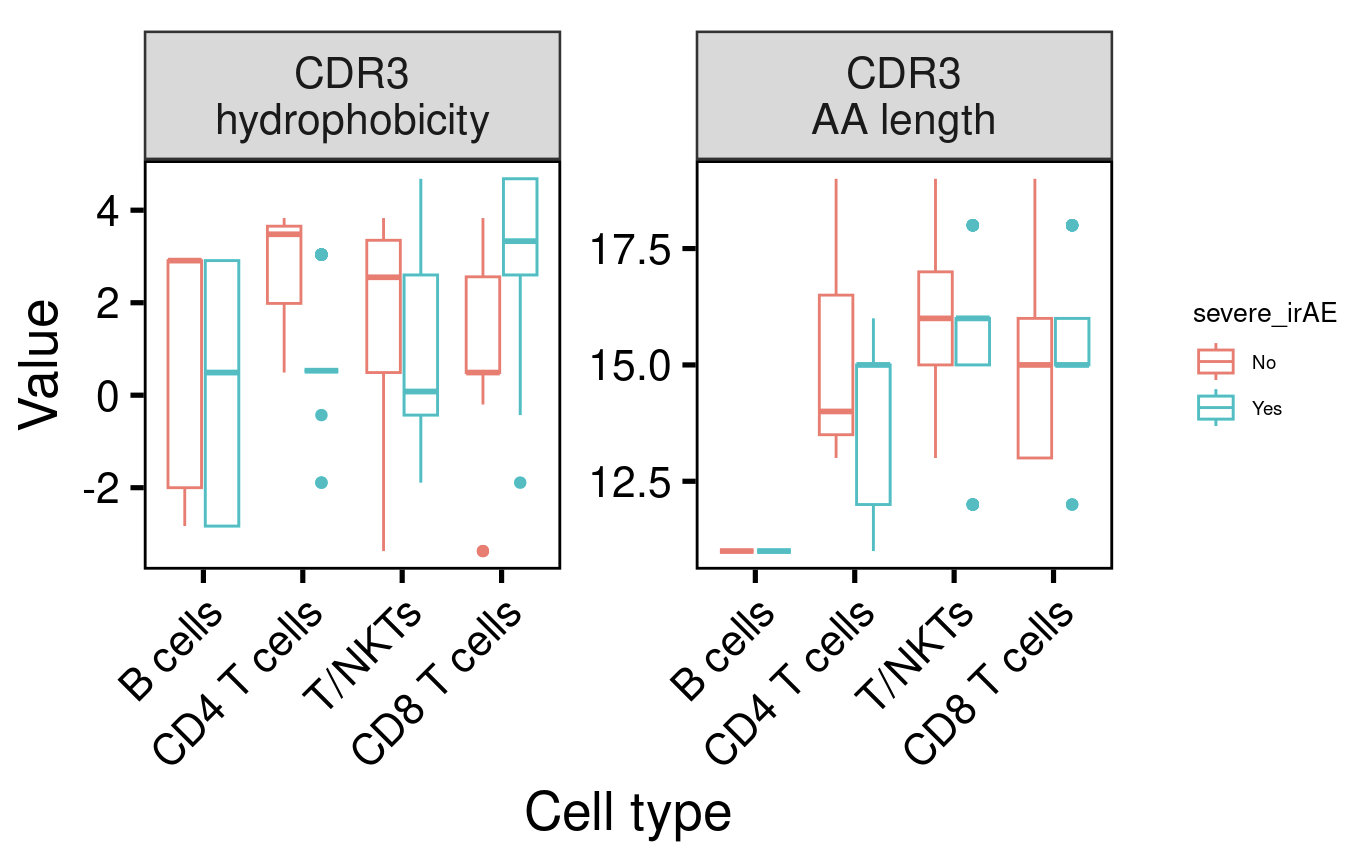 CDR3
hydrophobicity
CDR3
AA length
Value
4
2
0
-2
17.5
15.0
12.5
B cells
CD4 T cells
T/NKTs
CD8 T cells
B cells
CD4 T cells
T/NKTs
CD8 T cells
Cell type
severe_irAE
No
Yes